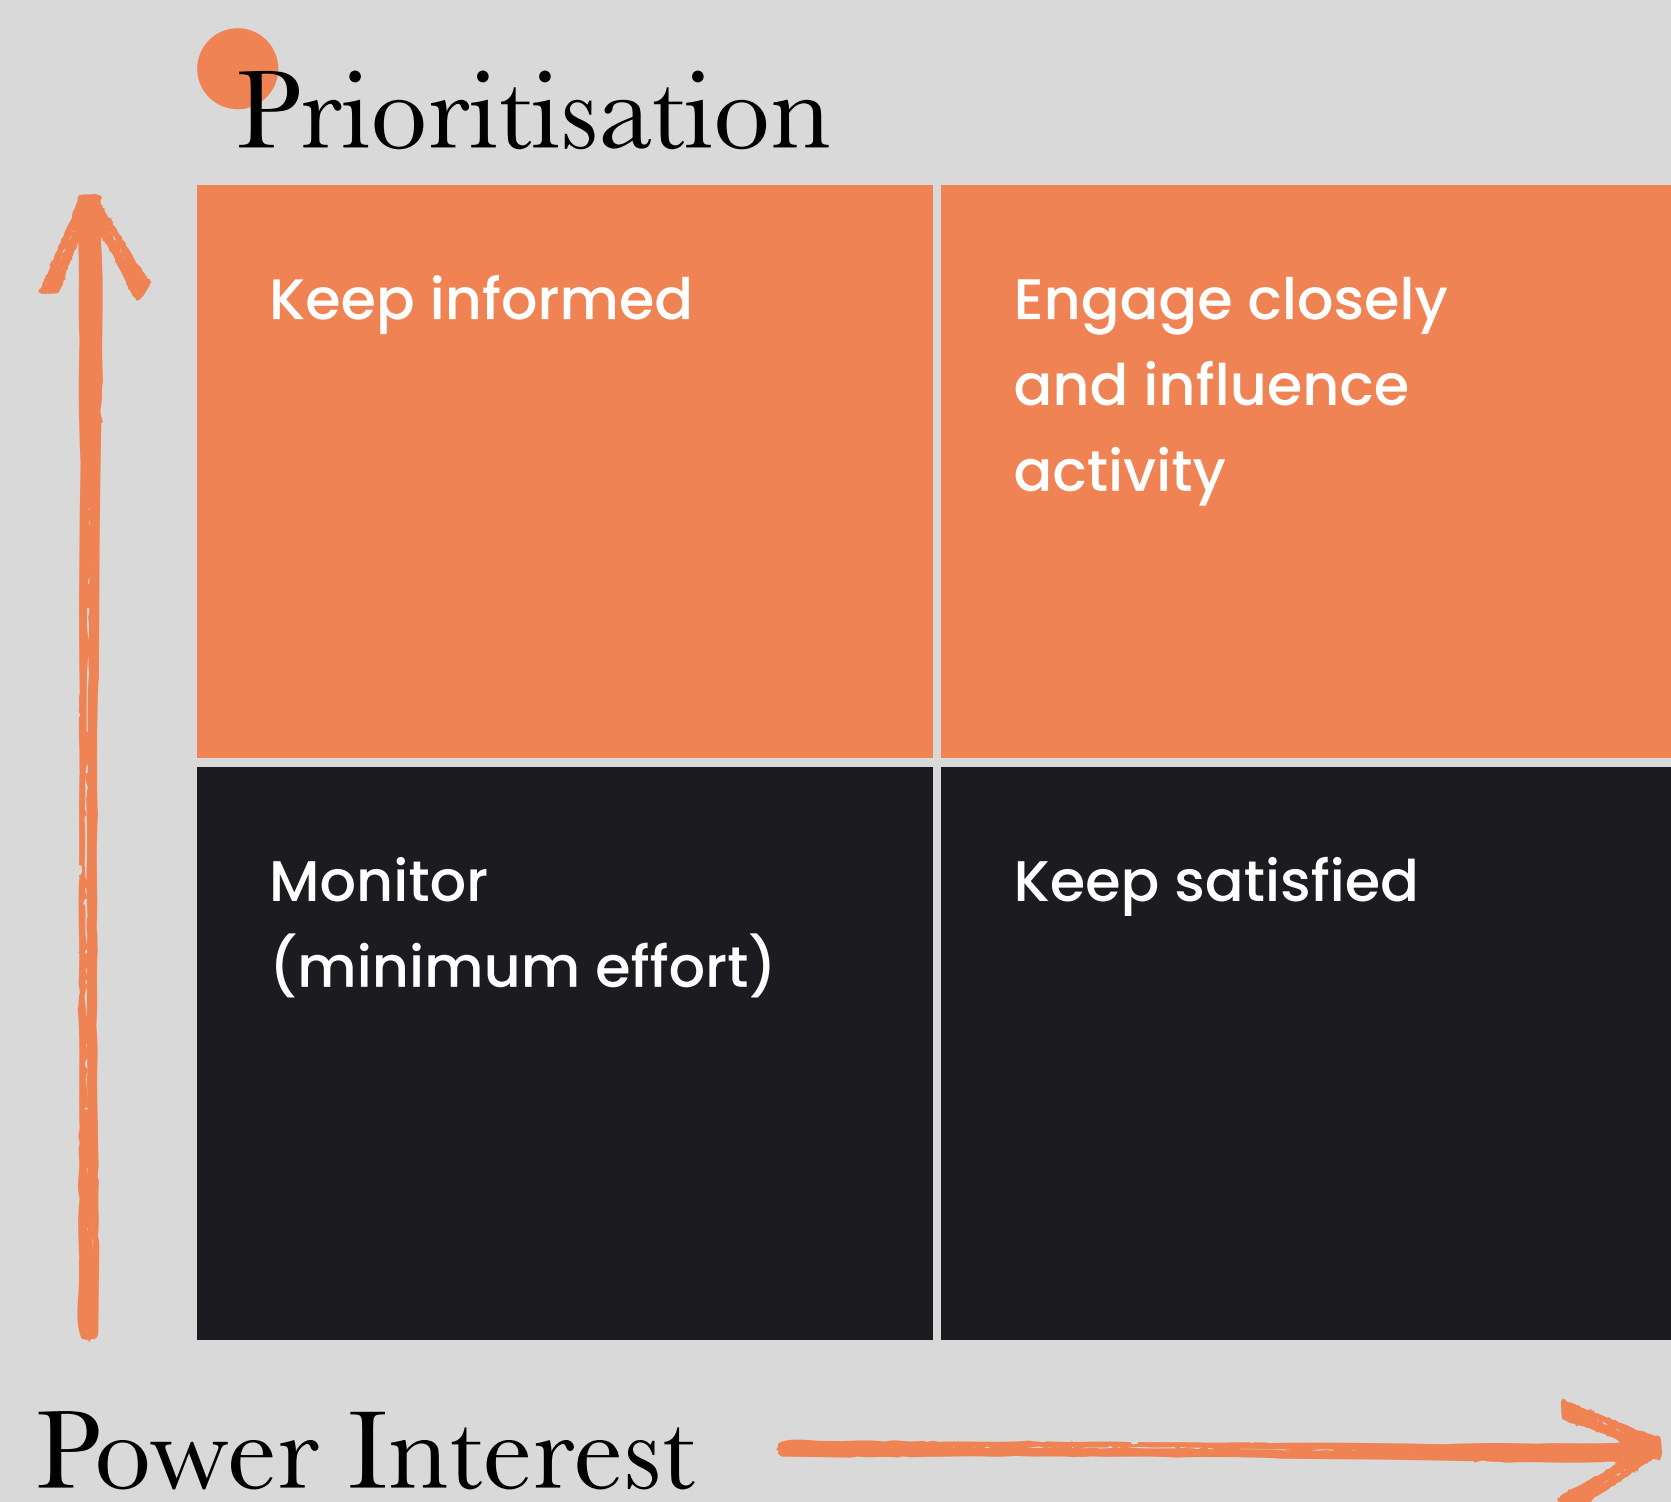 Prioritisation
Keep informed
Engage closely
and influence
activity
Monitor
(minimum effort)
Keep satisfied
Power Interest